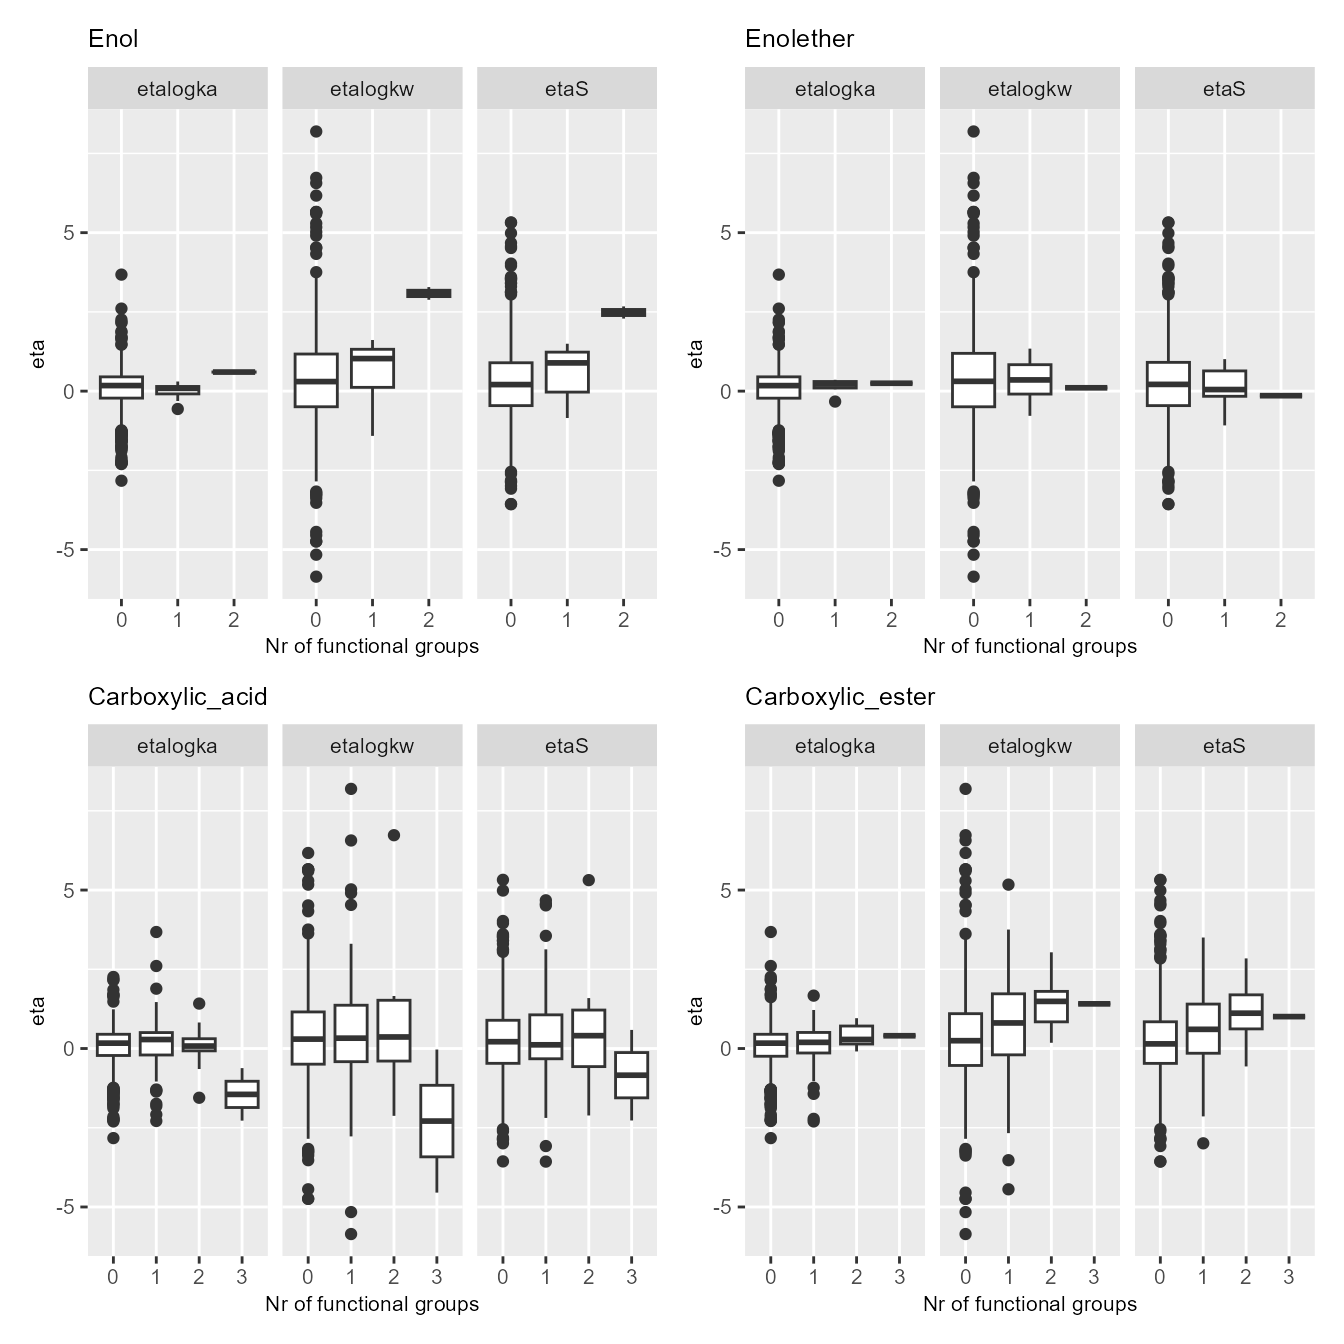 Enol
etalogka etalogkw etaS
eta
5
0
-5
0 1 2 0 1 2 0 1 2
Nr of functional groups
Enolether
etalogka etalogkw etaS
eta
5
0
-5
0 1 2 0 1 2 0 1 2
Nr of functional groups
Carboxylic_acid
etalogka etalogkw etaS
eta
5
0
-5
0 1 2 3 0 1 2 3 0 1 2 3
Nr of functional groups
Carboxylic_ester
etalogka etalogkw etaS
eta
5
0
-5
0 1 2 3 0 1 2 3 0 1 2 3
Nr of functional groups